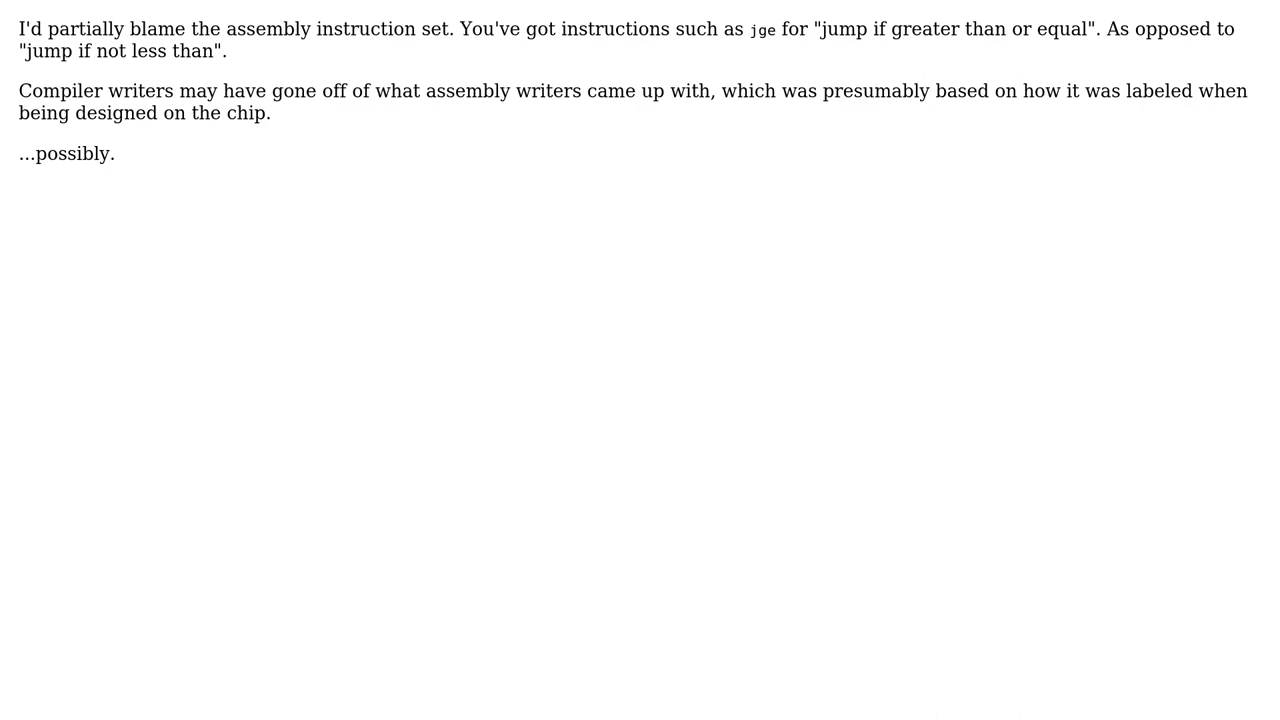 I'd partially blame the assembly instruction set. You've got instructions such as jge for "jump if greater than or equal". As opposed to
"jump if not less than".
Compiler writers may have gone off of what assembly writers came up with, which was presumably based on how it was labeled when
being designed on the chip.
...possibly.